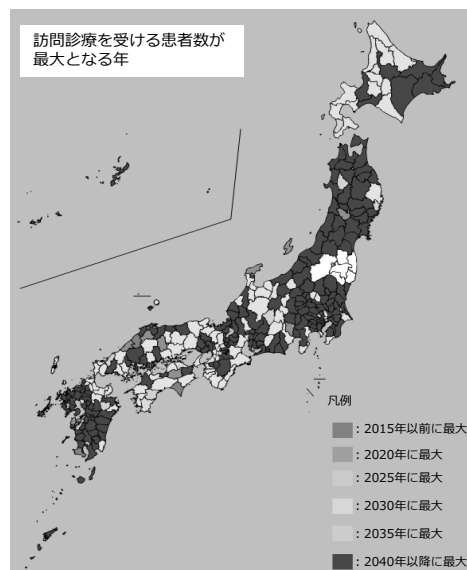 訪問診療を受ける患者数が
最大となる年
凡例
：2015年以前に最大
：2020年に最大
：2025年に最大
：2030年に最大
：2035年に最大
：2040年以降に最大